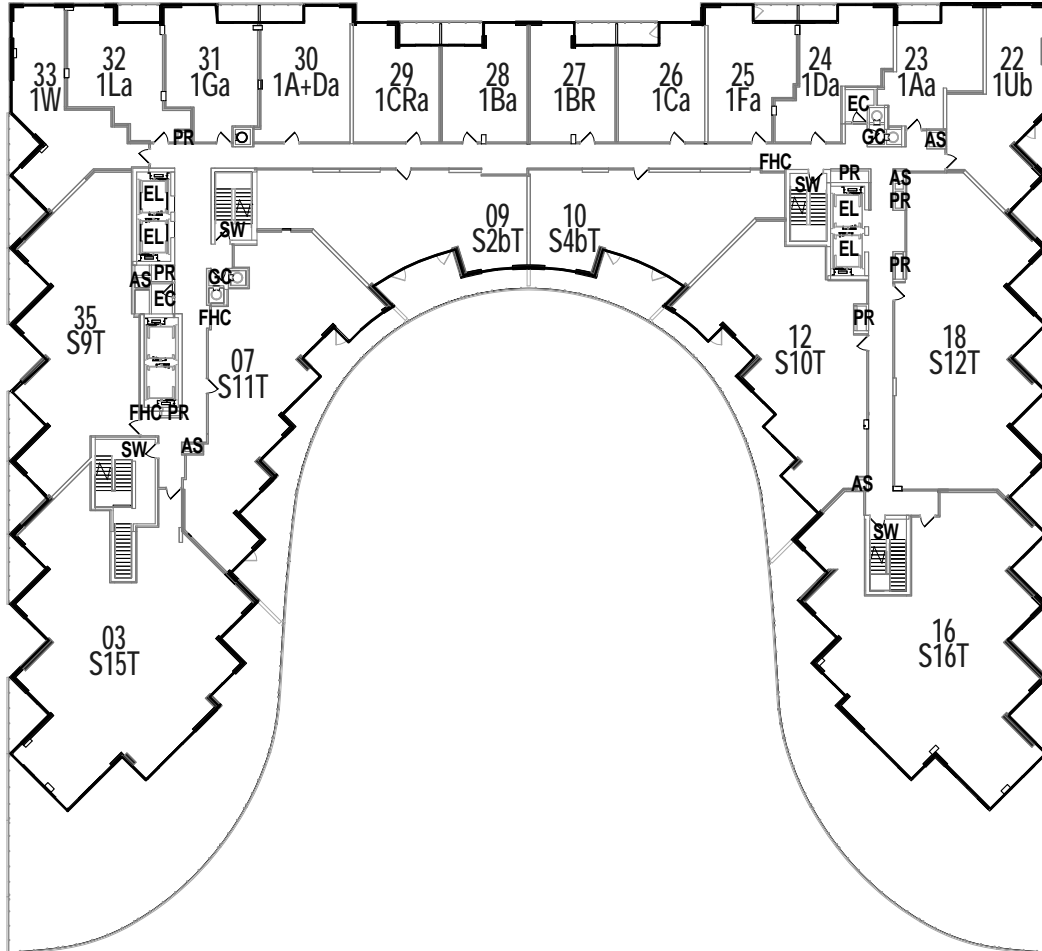 33
1W
32
1La
31
1Ga
30
1A+Da
29
1CRa
28
1Ba
27
1BR
26
1Ca
25
1Fa
24
1Da
23
1Aa
22
1Ub
EC
PR
GC
AS
FHC
PR
AS
SW
PR
EL
EL
SW
EL
EL
09
S2bT
10
S4bT
PR
AS
PR
EC
GC
FHC
PR
35
S9T
07
S11T
12
S10T
18
S12T
FHC PR
SW
AS
AS
SW
03
S15T
16
S16T